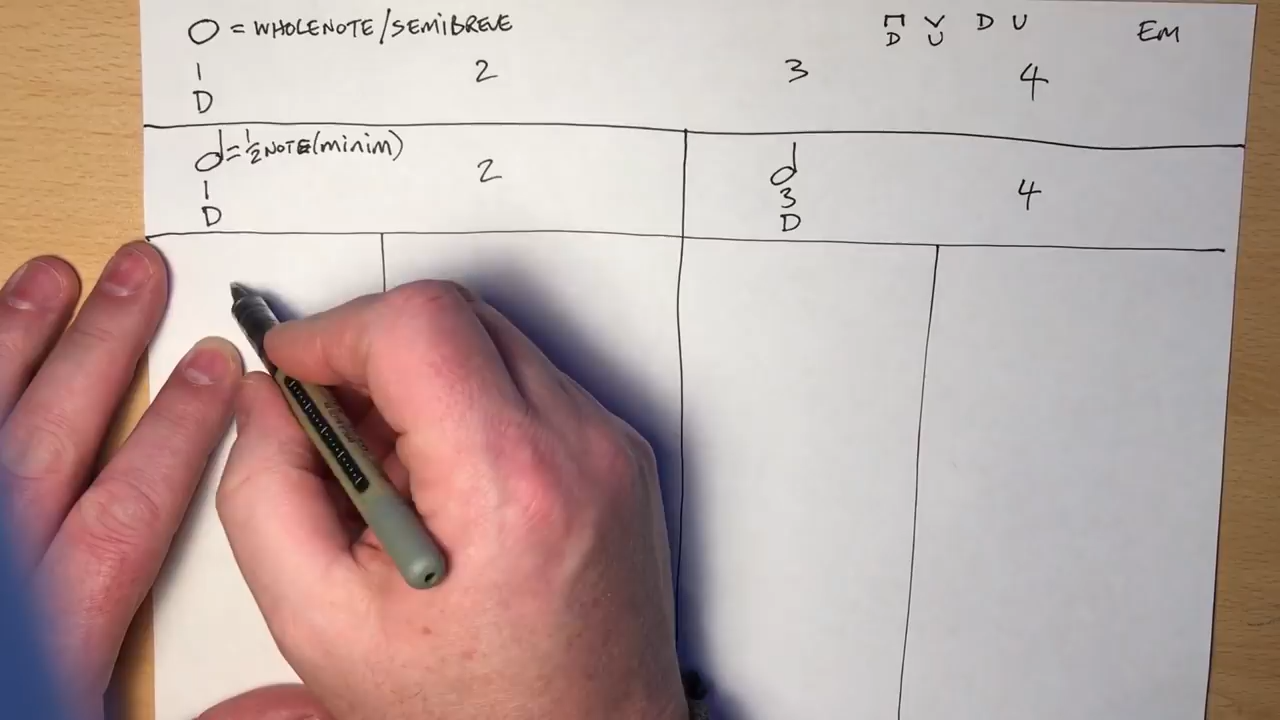 O = WHOLENOTE/SEMIBREVE
D U D U
Em
1 2 3 4
D
d=1/2 NOTE (minim)
1 2 3 4
D D